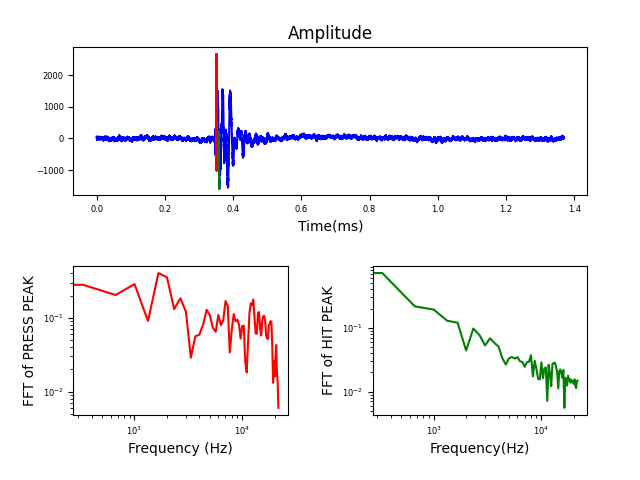 Amplitude
2000
1000
0
−1000
0.0 0.2 0.4 0.6 0.8 1.0 1.2 1.4
Time(ms)
FFT of PRESS PEAK
10⁻¹
10⁻²
10³ 10⁴
Frequency (Hz)
FFT of HIT PEAK
10⁻¹
10⁻²
10³ 10⁴
Frequency(Hz)